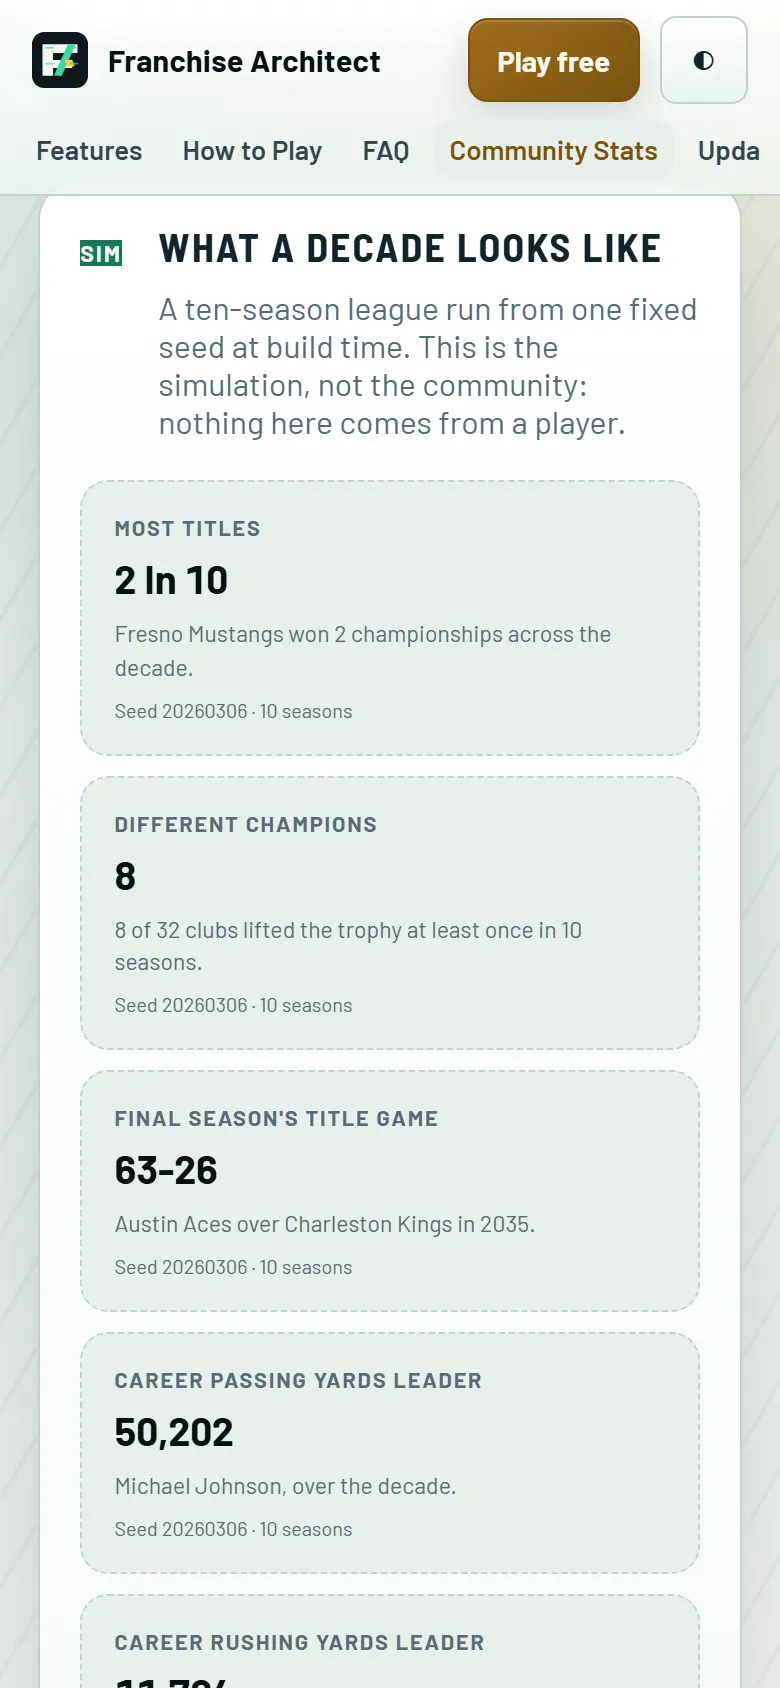 Franchise Architect
Play free
Features How to Play FAQ Community Stats Upda
SIM
WHAT A DECADE LOOKS LIKE
A ten-season league run from one fixed
seed at build time. This is the
simulation, not the community:
nothing here comes from a player.
MOST TITLES
2 In 10
Fresno Mustangs won 2 championships across the
decade.
Seed 20260306 · 10 seasons
DIFFERENT CHAMPIONS
8
8 of 32 clubs lifted the trophy at least once in 10
seasons.
Seed 20260306 · 10 seasons
FINAL SEASON'S TITLE GAME
63-26
Austin Aces over Charleston Kings in 2035.
Seed 20260306 · 10 seasons
CAREER PASSING YARDS LEADER
50,202
Michael Johnson, over the decade.
Seed 20260306 · 10 seasons
CAREER RUSHING YARDS LEADER